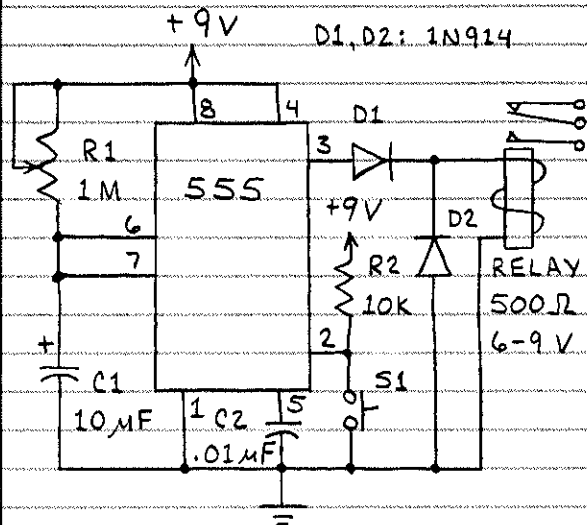 +9V
D1, D2: 1N914
8
4
D1
3
R1
1M
555
+9V
D2
6
7
R2
10K
RELAY
500Ω
6-9 V
2
+
C1
10µF
S1
1
C2
5
.01µF